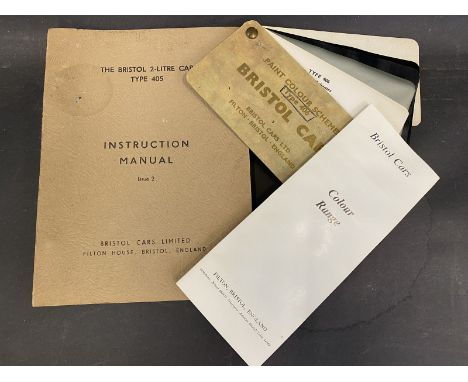 THE BRISTOL 2-LITRE CAR
TYPE 405
INSTRUCTION
MANUAL
Issue 2
BRISTOL CARS LIMITED
FILTON HOUSE, BRISTOL, ENGLAND
PAINT COLOUR SCHEME
TYPE 406
BRISTOL CA
BRISTOL CARS LTD
FILTON · BRISTOL · ENGLAND
TYPE 406
Bristol Cars
Colour
Range
FILTON, BRISTOL, ENGLAND